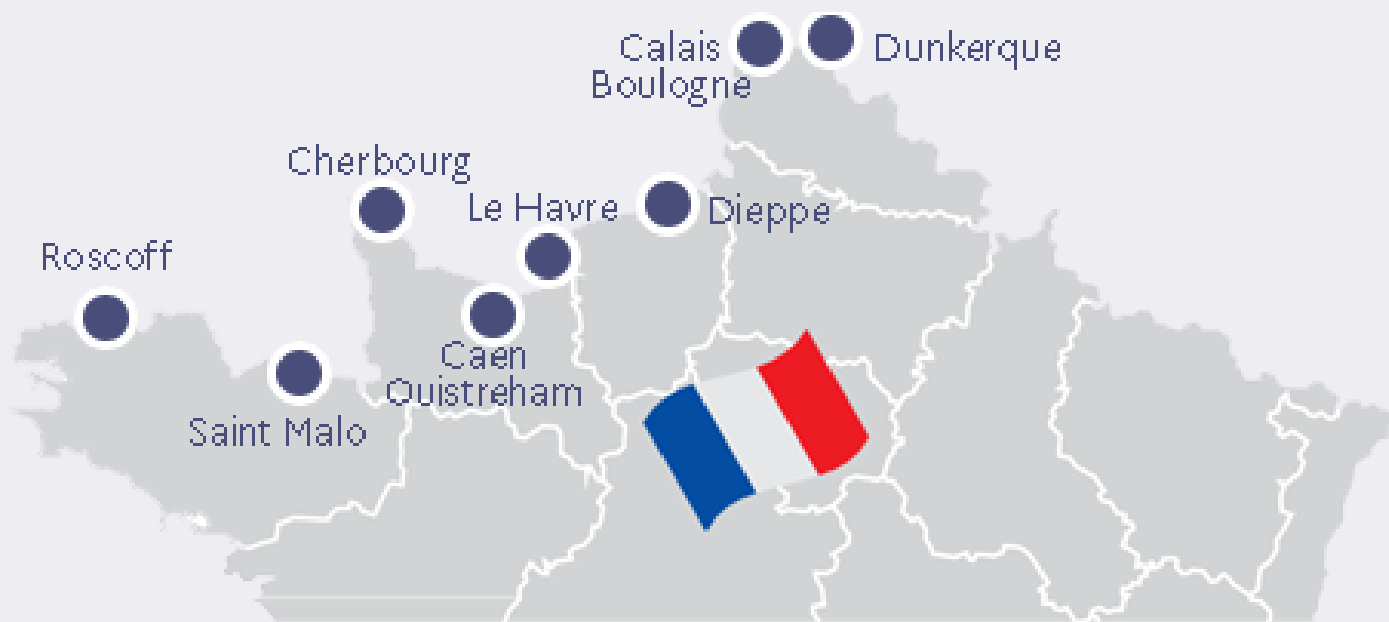 Calais
Boulogne
Dunkerque
Cherbourg
Le Havre
Dieppe
Roscoff
Caen
Ouistreham
Saint Malo